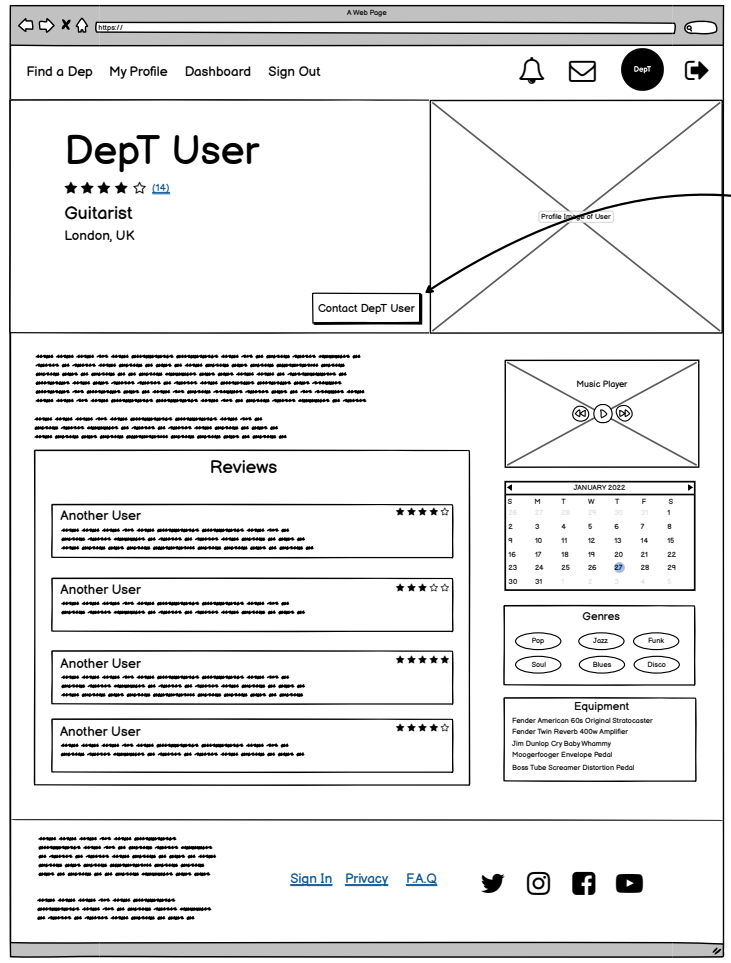 A Web Page
https://
Find a Dep My Profile Dashboard Sign Out
DepT
DepT User
(14)
Guitarist
London, UK
Profile Image of User
Contact DepT User
Music Player
JANUARY 2022
S M T W T F S
26 27 28 29 30 31 1
2 3 4 5 6 7 8
9 10 11 12 13 14 15
16 17 18 19 20 21 22
23 24 25 26 27 28 29
30 31 1 2 3 4 5
Genres
Pop Jazz Funk
Soul Blues Disco
Equipment
Fender American 60s Original Stratocaster
Fender Twin Reverb 400w Amplifier
Jim Dunlop Cry Baby Whammy
Moogerfooger Envelope Pedal
Boss Tube Screamer Distortion Pedal
Reviews
Another User
Another User
Another User
Another User
Sign In Privacy F.A.Q